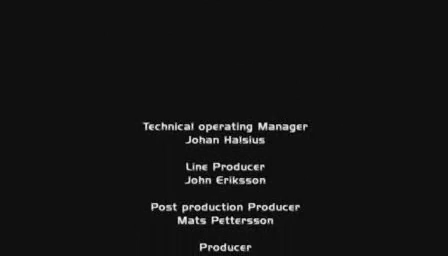 Technical operating Manager
Johan Halsius
Line Producer
John Eriksson
Post production Producer
Mats Pettersson
Producer